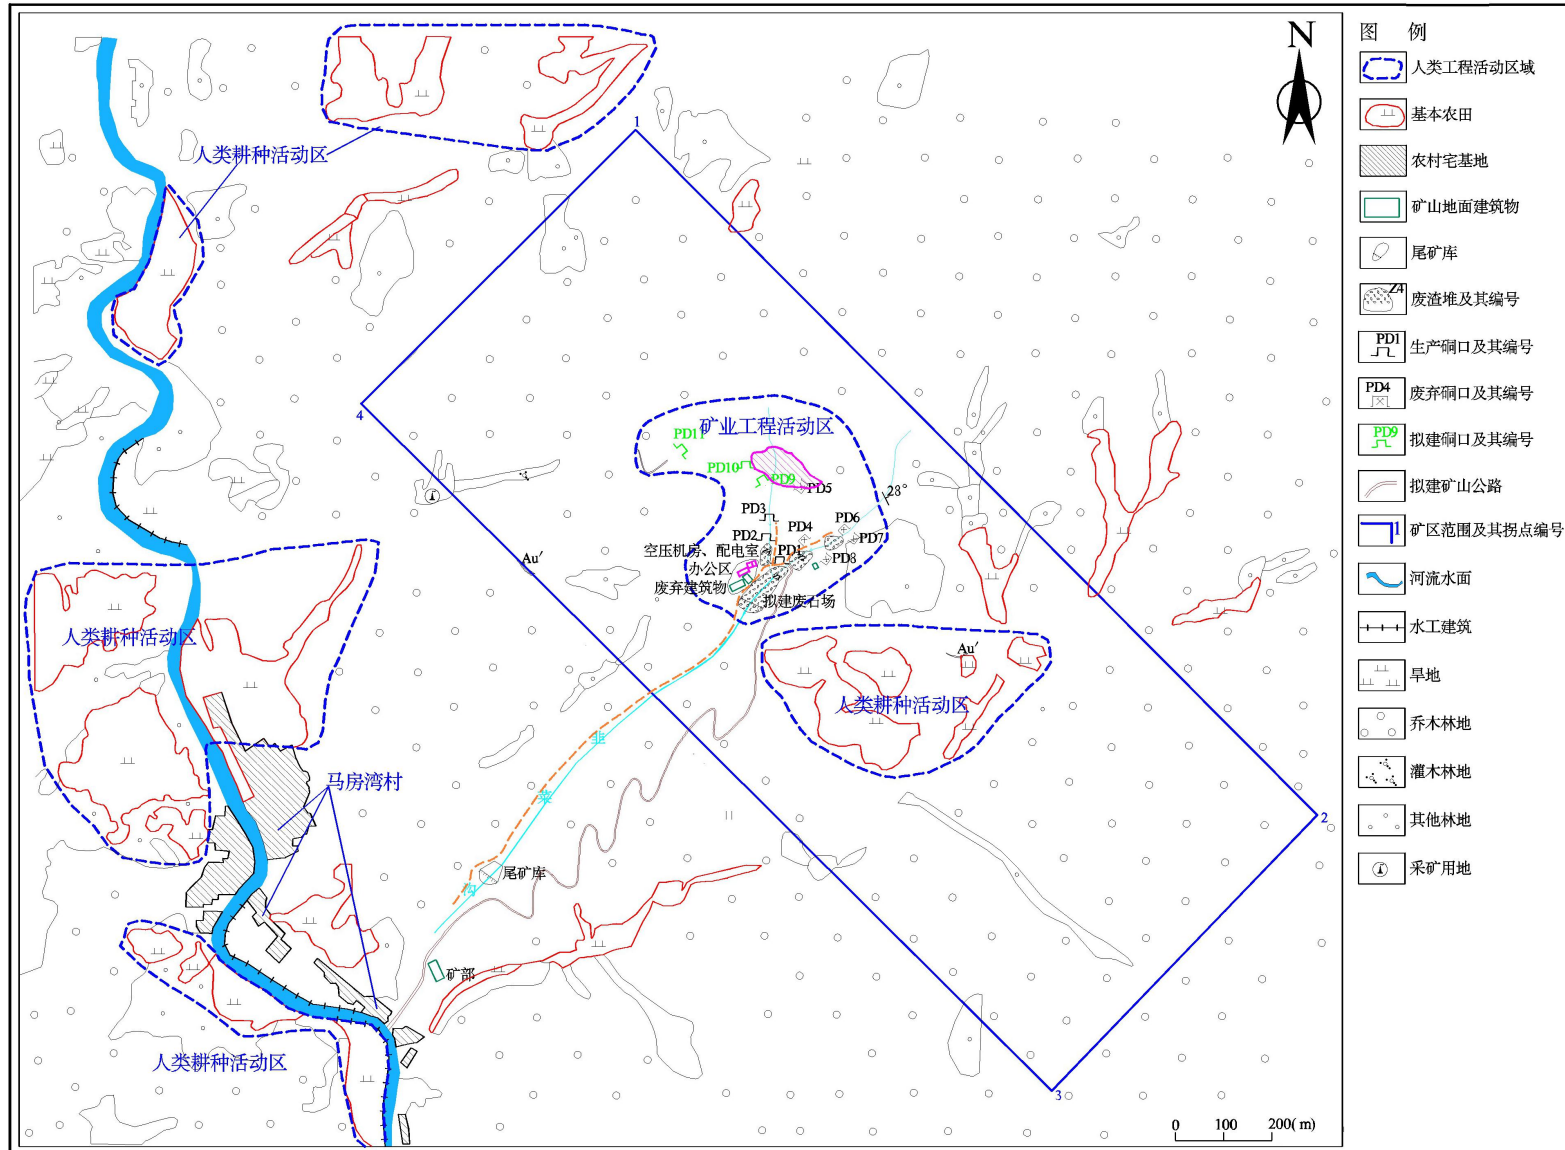 N
图 例
人类工程活动区域
基本农田
农村宅基地
矿山地面建筑物
尾矿库
Z4
废渣堆及其编号
PD1
生产硐口及其编号
PD4
废弃硐口及其编号
PD9
拟建硐口及其编号
拟建矿山公路
1
矿区范围及其拐点编号
河流水面
水工建筑
旱地
乔木林地
灌木林地
其他林地
采矿用地
1
人类耕种活动区
4
矿业工程活动区
PD11
PD10
PD9
PD5
28°
PD3
PD6
PD4
PD2
PD7
空压机房、配电室
PD1
PD8
Au′
办公区
废弃建筑物
拟建废石场
人类耕种活动区
Au′
人类耕种活动区
韭
马房湾村
菜
2
尾矿库
沟
矿部
人类耕种活动区
3
0 100 200( m)